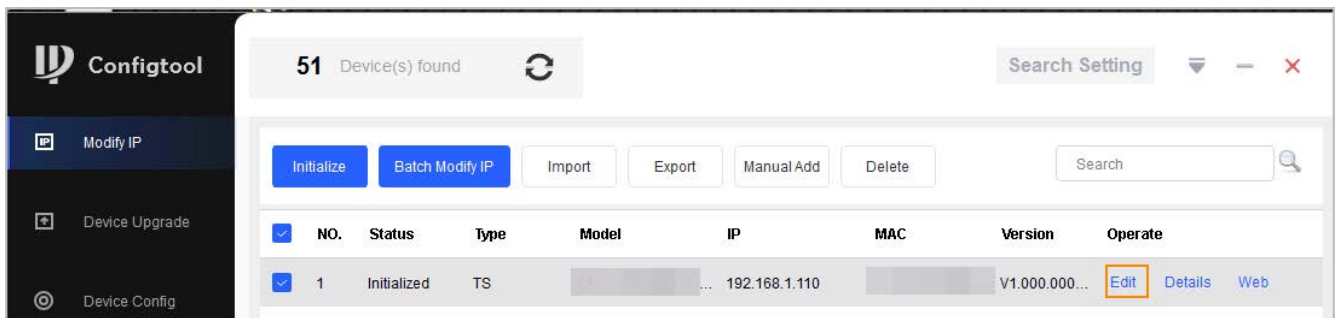 Configtool
51 Device(s) found
Search Setting
Modify IP
Initialize Batch Modify IP Import Export Manual Add Delete Search
Device Upgrade
NO. Status Type Model IP MAC Version Operate
1 Initialized TS ... 192.168.1.110 V1.000.000... Edit Details Web
Device Config